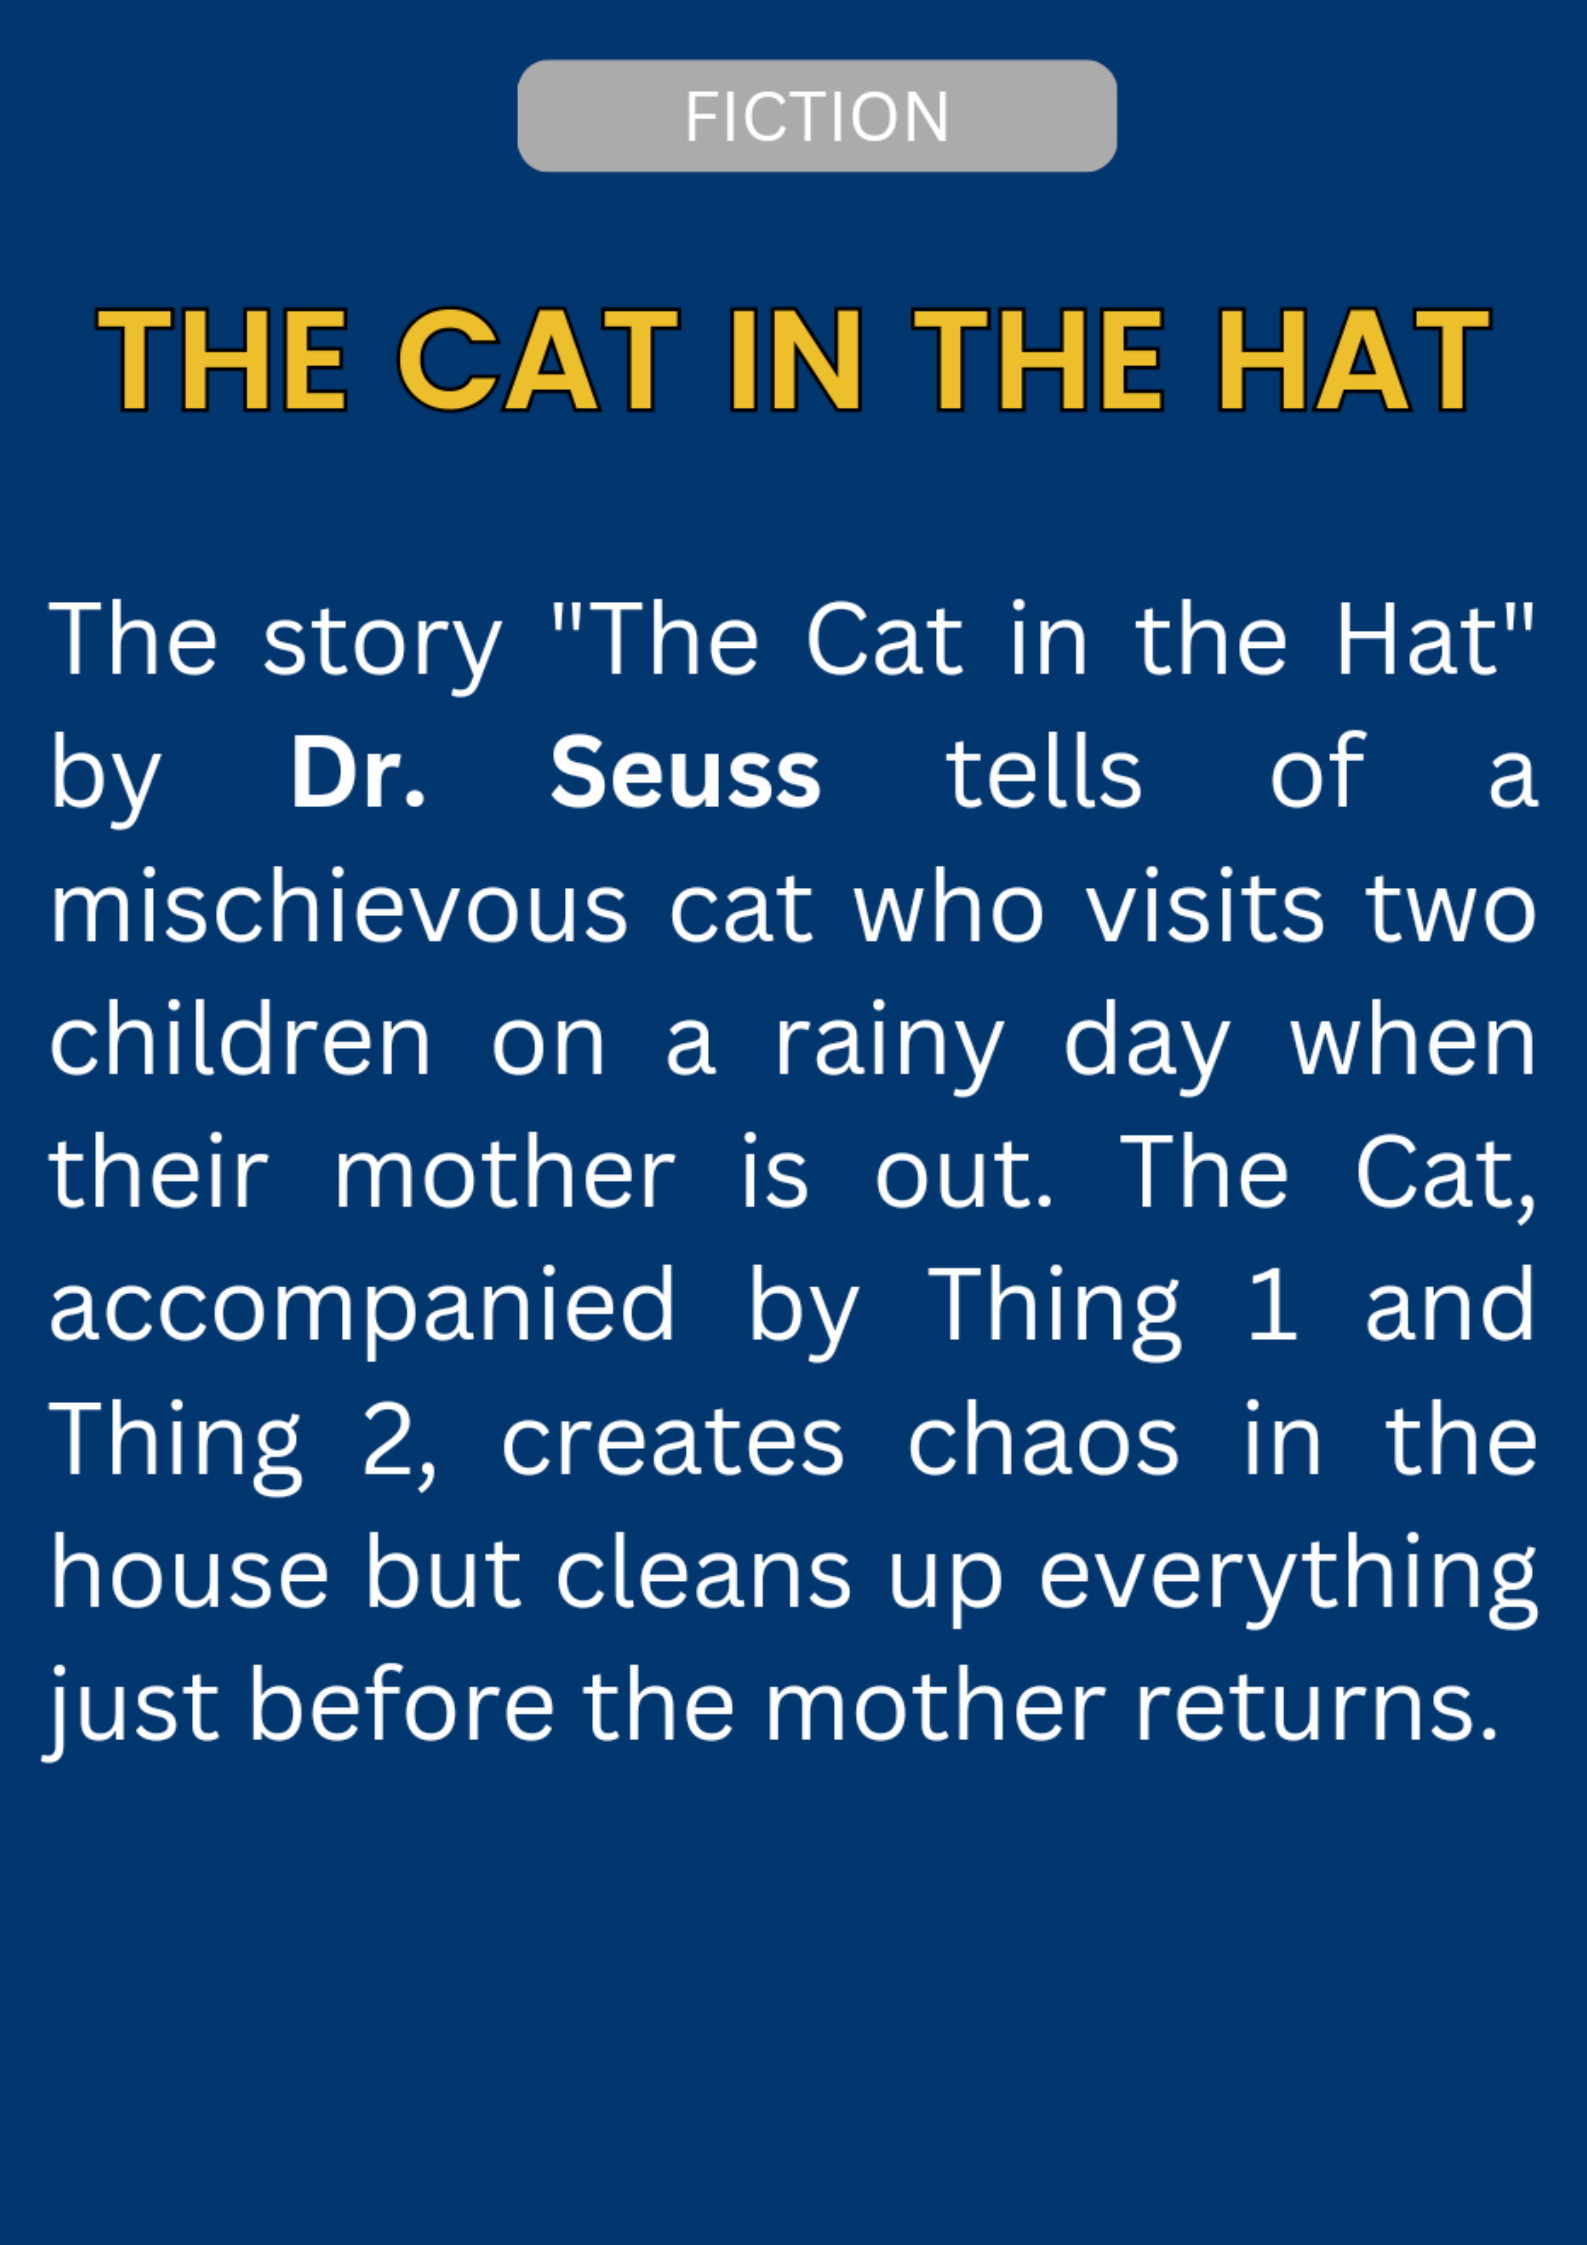 FICTION
THE CAT IN THE HAT
The story "The Cat in the Hat"
by Dr. Seuss tells of a
mischievous cat who visits two
children on a rainy day when
their mother is out. The Cat,
accompanied by Thing 1 and
Thing 2, creates chaos in the
house but cleans up everything
just before the mother returns.